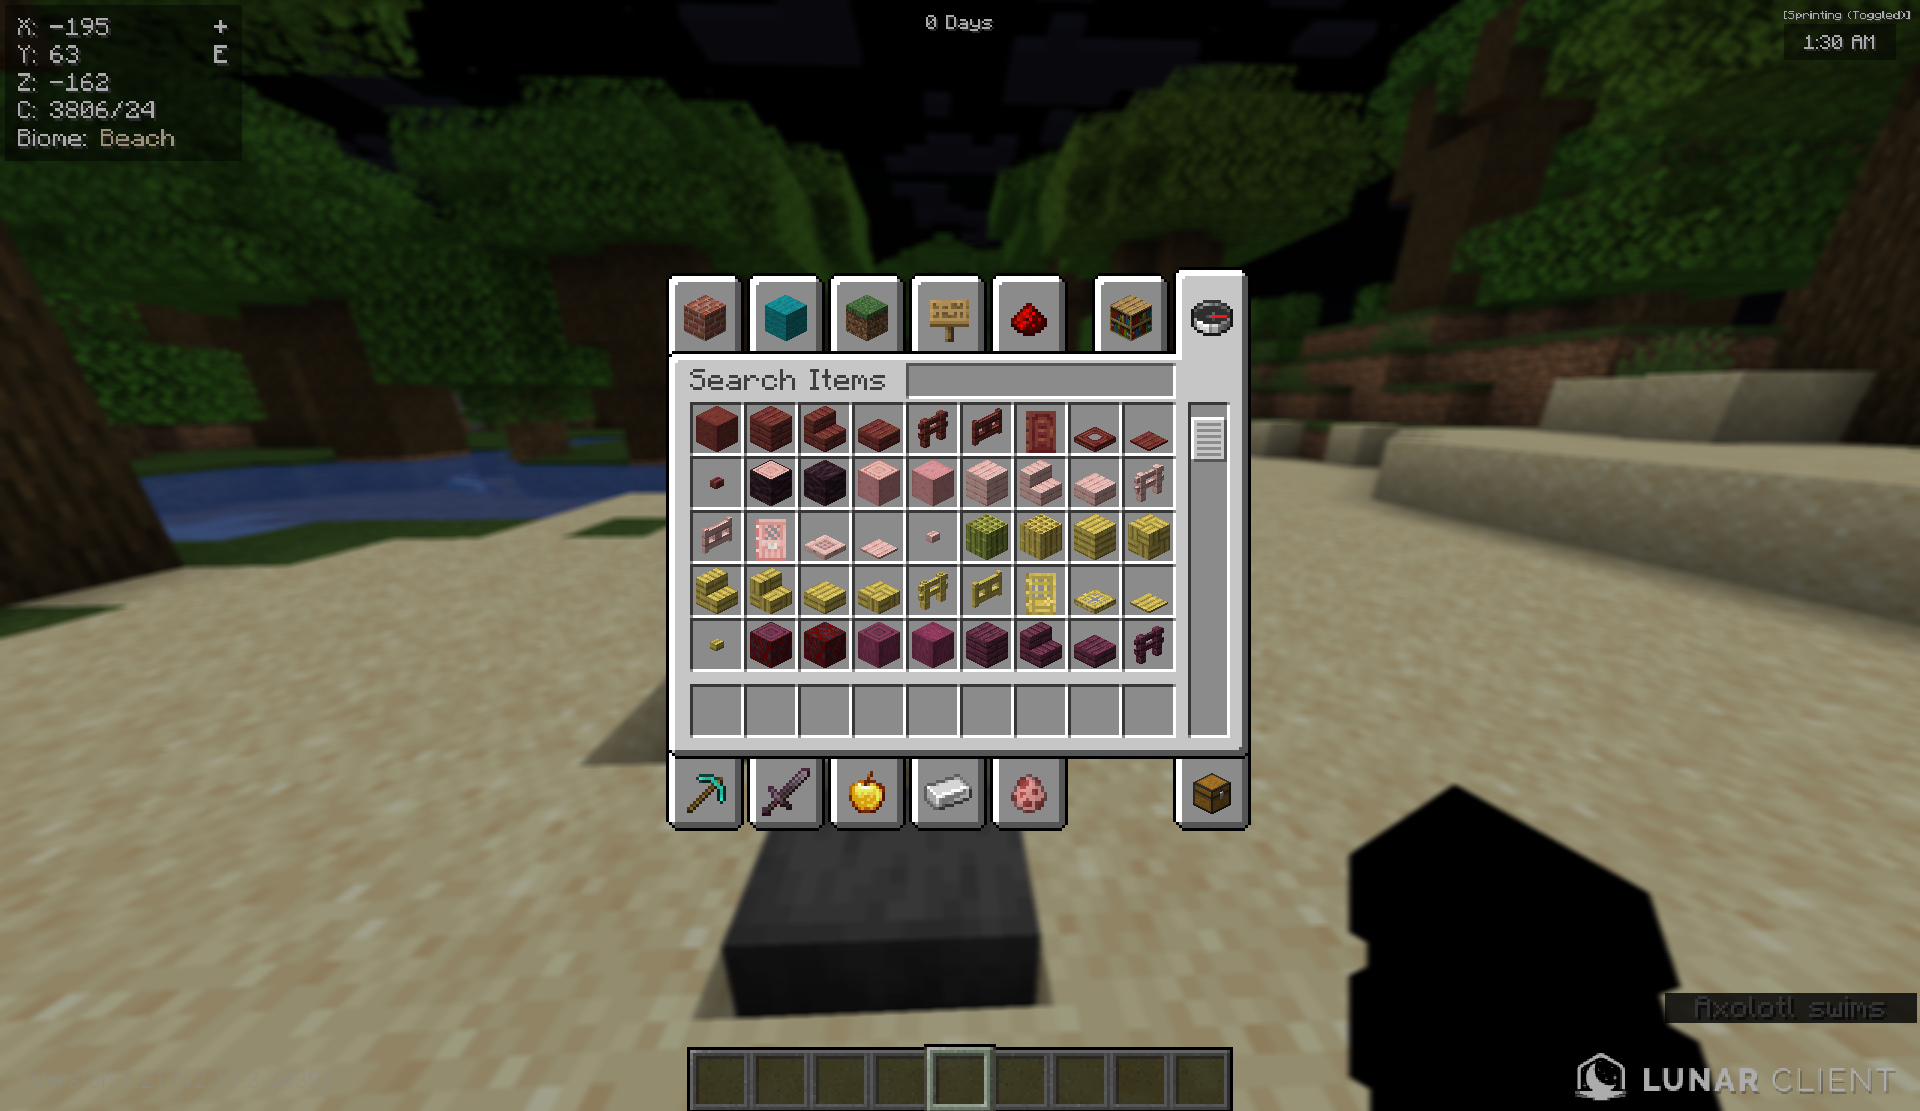 X: -195 +
Y: 63 E
Z: -162
C: 3806/24
Biome: Beach
0 Days
[Sprinting (Toggled)]
1:30 AM
Search Items
Axolotl swims
LUNAR CLIENT